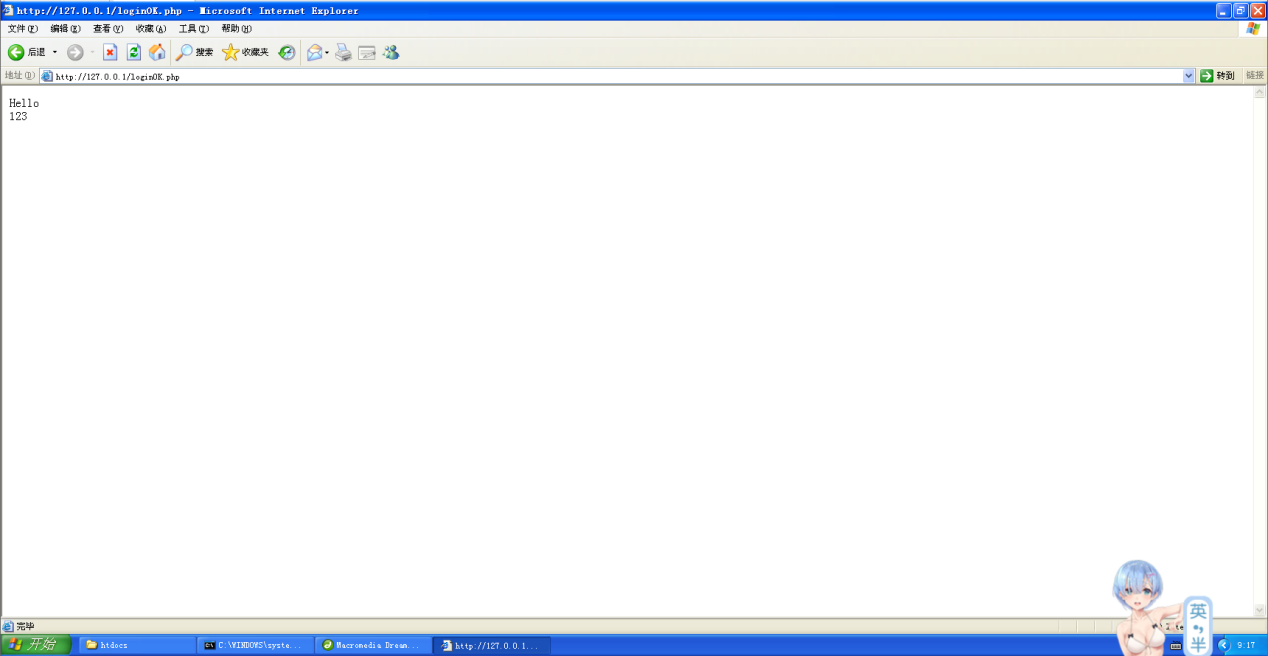 http://127.0.0.1/loginOK.php - Microsoft Internet Explorer
文件(F) 编辑(E) 查看(V) 收藏(A) 工具(T) 帮助(H)
后退 搜索 收藏夹
地址(D) http://127.0.0.1/loginOK.php 转到 链接
Hello
123
完毕
英
半
开始 htdocs C:\WINDOWS\syste... Macromedia Dream... http://127.0.0.1... 9:17